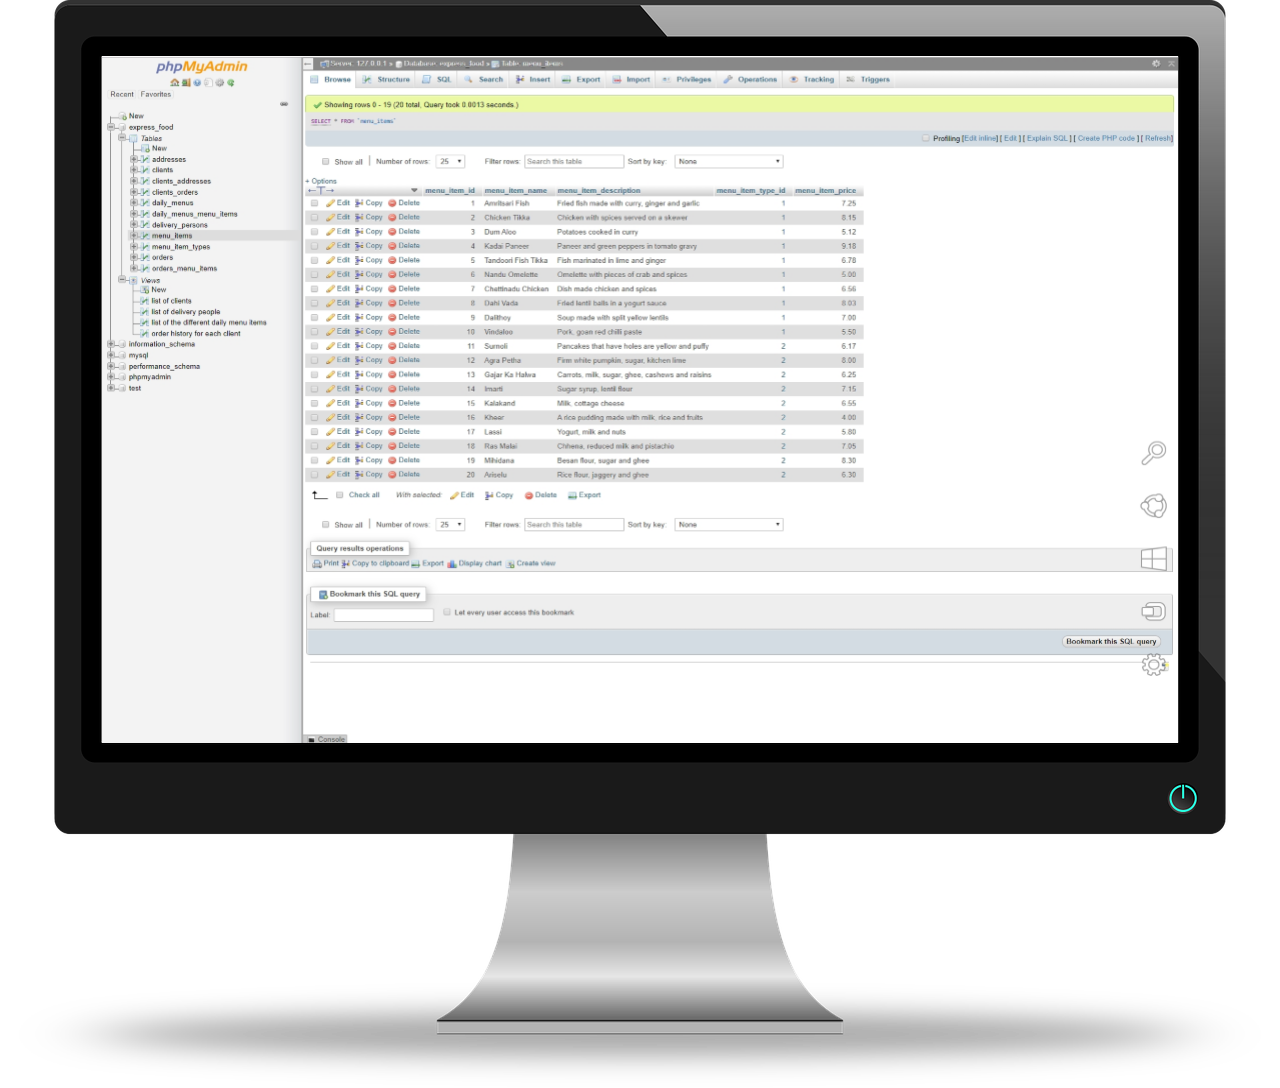 phpMyAdmin
Recent Favorites
New
express_food
Tables
New
addresses
clients
clients_addresses
clients_orders
daily_menus
daily_menus_menu_items
delivery_persons
menu_items
menu_item_types
orders
orders_menu_items
Views
New
list of clients
list of delivery people
list of the different daily menu items
order history for each client
information_schema
mysql
performance_schema
phpmyadmin
test
Server: 127.0.0.1 » Database: express_food » Table: menu_items
Browse Structure SQL Search Insert Export Import Privileges Operations Tracking Triggers
Showing rows 0 - 19 (20 total, Query took 0.0013 seconds.)
SELECT * FROM `menu_items`
Profiling [Edit inline] [ Edit ] [ Explain SQL ] [ Create PHP code ] [ Refresh]
Show all | Number of rows: 25 Filter rows: Search this table Sort by key: None
+ Options
←T→ menu_item_id menu_item_name menu_item_description menu_item_type_id menu_item_price
Edit Copy Delete 1 Amritsari Fish Fried fish made with curry, ginger and garlic 1 7.25
Edit Copy Delete 2 Chicken Tikka Chicken with spices served on a skewer 1 8.15
Edit Copy Delete 3 Dum Aloo Potatoes cooked in curry 1 5.12
Edit Copy Delete 4 Kadai Paneer Paneer and green peppers in tomato gravy 1 9.18
Edit Copy Delete 5 Tandoori Fish Tikka Fish marinated in lime and ginger 1 6.78
Edit Copy Delete 6 Nandu Omelette Omelette with pieces of crab and spices 1 5.00
Edit Copy Delete 7 Chettinadu Chicken Dish made chicken and spices 1 6.56
Edit Copy Delete 8 Dahi Vada Fried lentil balls in a yogurt sauce 1 8.03
Edit Copy Delete 9 Dalithoy Soup made with split yellow lentils 1 7.00
Edit Copy Delete 10 Vindaloo Pork, goan red chilli paste 1 5.50
Edit Copy Delete 11 Surnoli Pancakes that have holes are yellow and puffy 2 6.17
Edit Copy Delete 12 Agra Petha Firm white pumpkin, sugar, kitchen lime 2 8.00
Edit Copy Delete 13 Gajar Ka Halwa Carrots, milk, sugar, ghee, cashews and raisins 2 6.25
Edit Copy Delete 14 Imarti Sugar syrup, lentil flour 2 7.15
Edit Copy Delete 15 Kalakand Milk, cottage cheese 2 6.55
Edit Copy Delete 16 Kheer A rice pudding made with milk, rice and fruits 2 4.00
Edit Copy Delete 17 Lassi Yogurt, milk and nuts 2 5.80
Edit Copy Delete 18 Ras Malai Chhena, reduced milk and pistachio 2 7.05
Edit Copy Delete 19 Mihidana Besan flour, sugar and ghee 2 8.30
Edit Copy Delete 20 Ariselu Rice flour, jaggery and ghee 2 6.30
Check all With selected: Edit Copy Delete Export
Show all | Number of rows: 25 Filter rows: Search this table Sort by key: None
Query results operations
Print Copy to clipboard Export Display chart Create view
Bookmark this SQL query
Label: Let every user access this bookmark
Bookmark this SQL query
Console